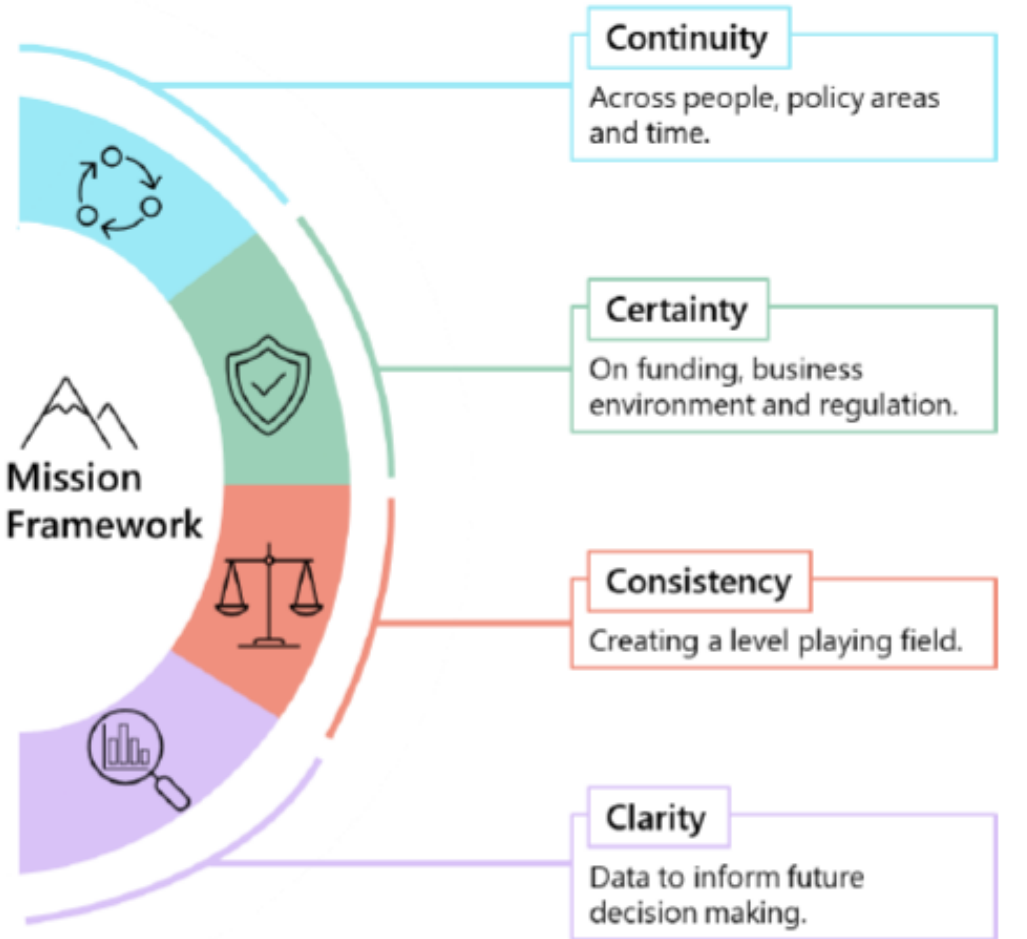 Continuity
Across people, policy areas
and time.
Certainty
On funding, business
environment and regulation.
Mission
Framework
Consistency
Creating a level playing field.
Clarity
Data to inform future
decision making.